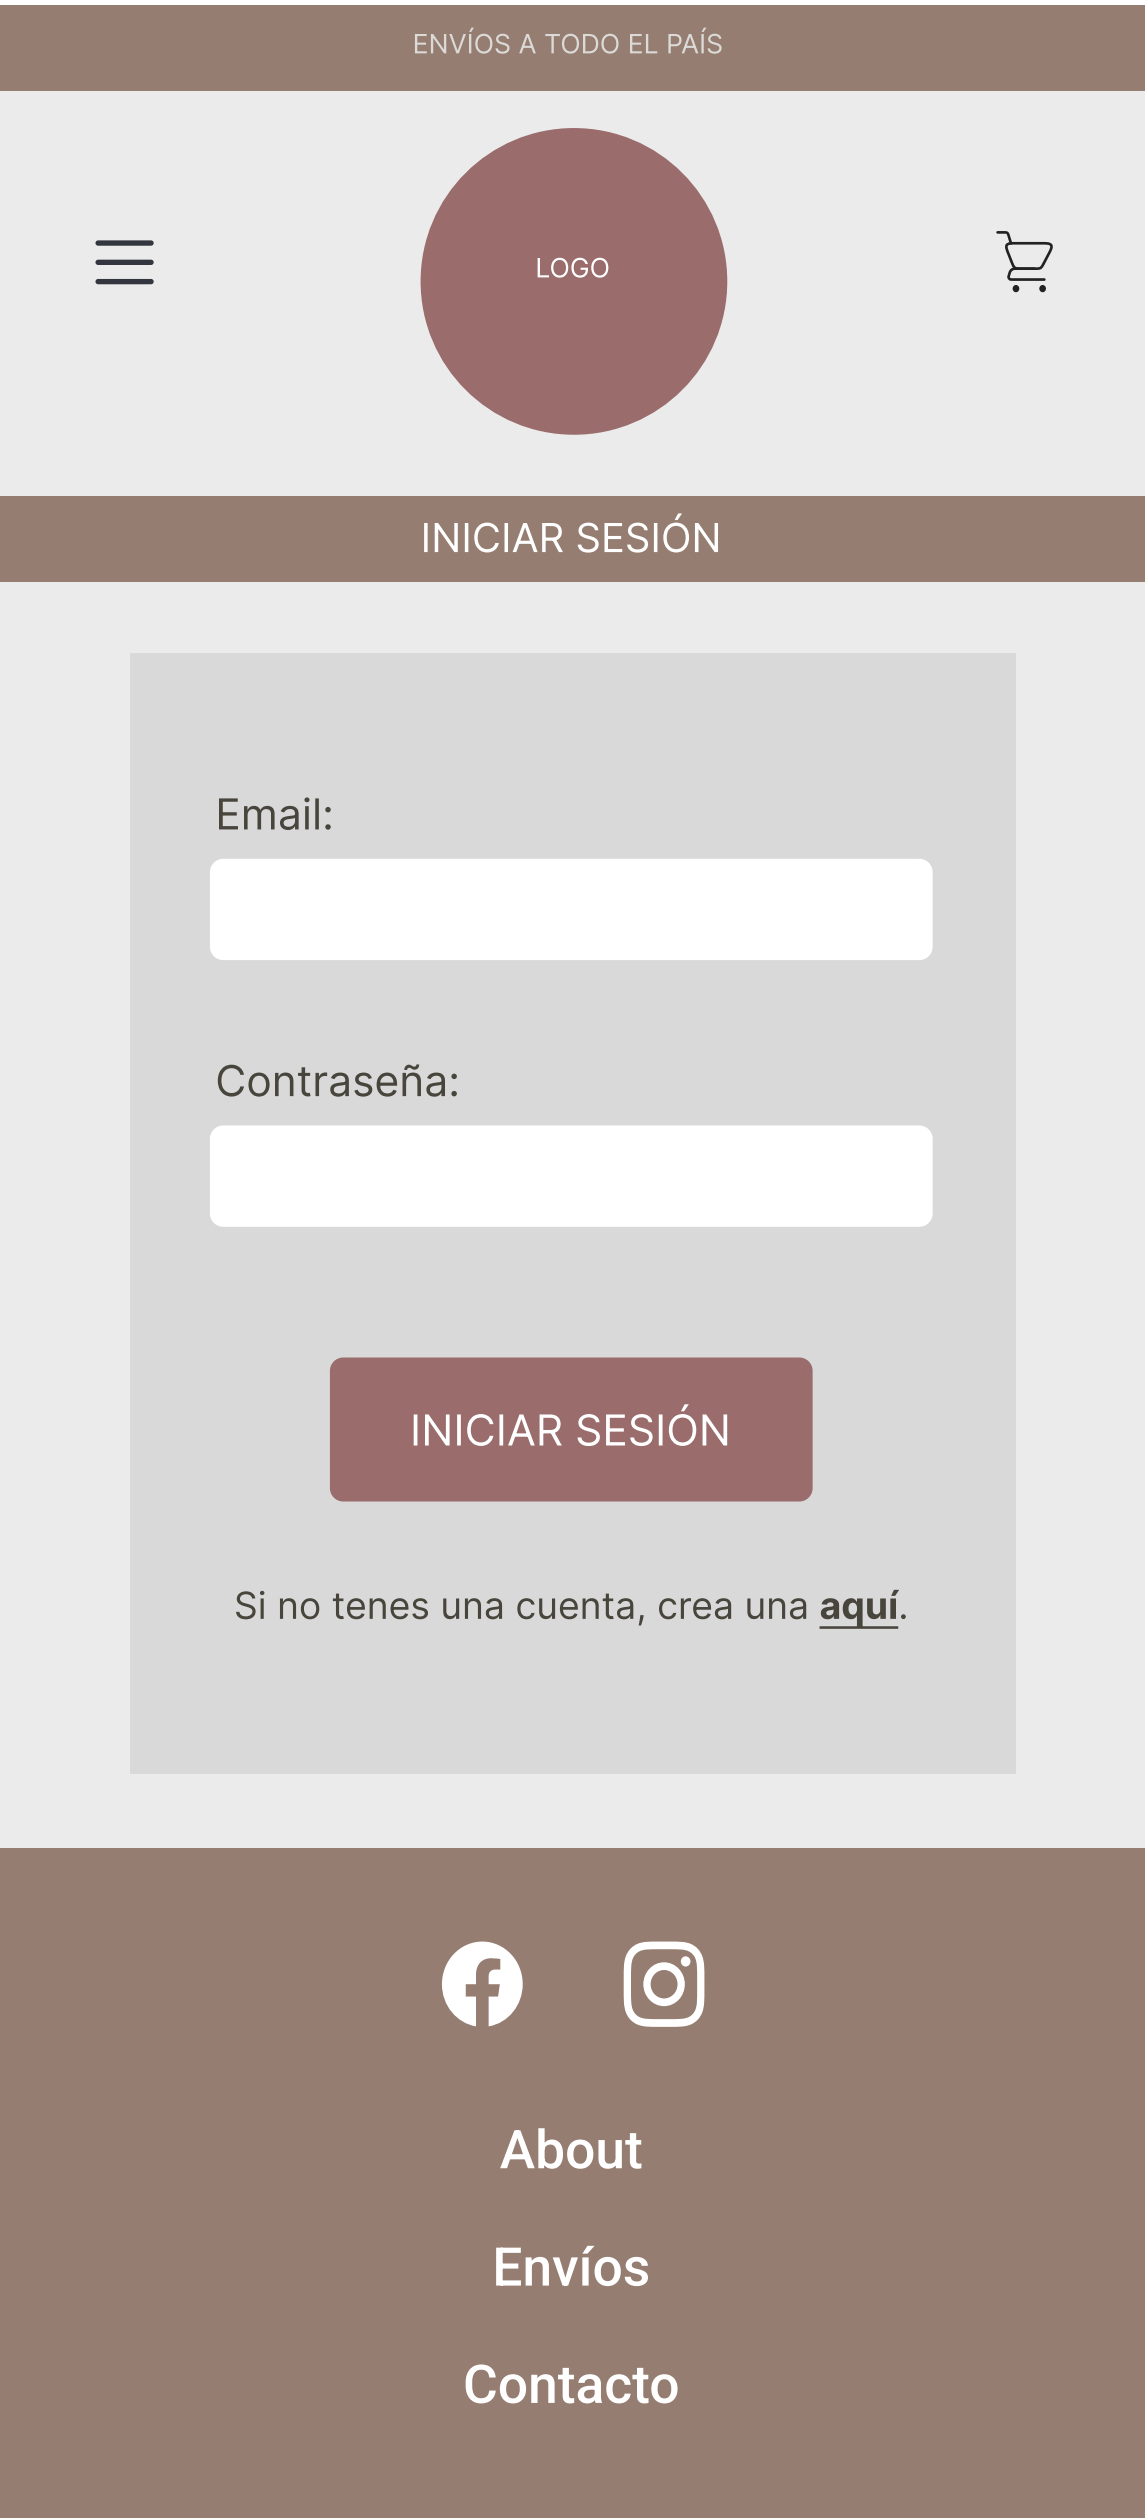 ENVÍOS A TODO EL PAÍS
LOGO
INICIAR SESIÓN
Email:
Contraseña:
INICIAR SESIÓN
Si no tenes una cuenta, crea una aquí.
About
Envíos
Contacto